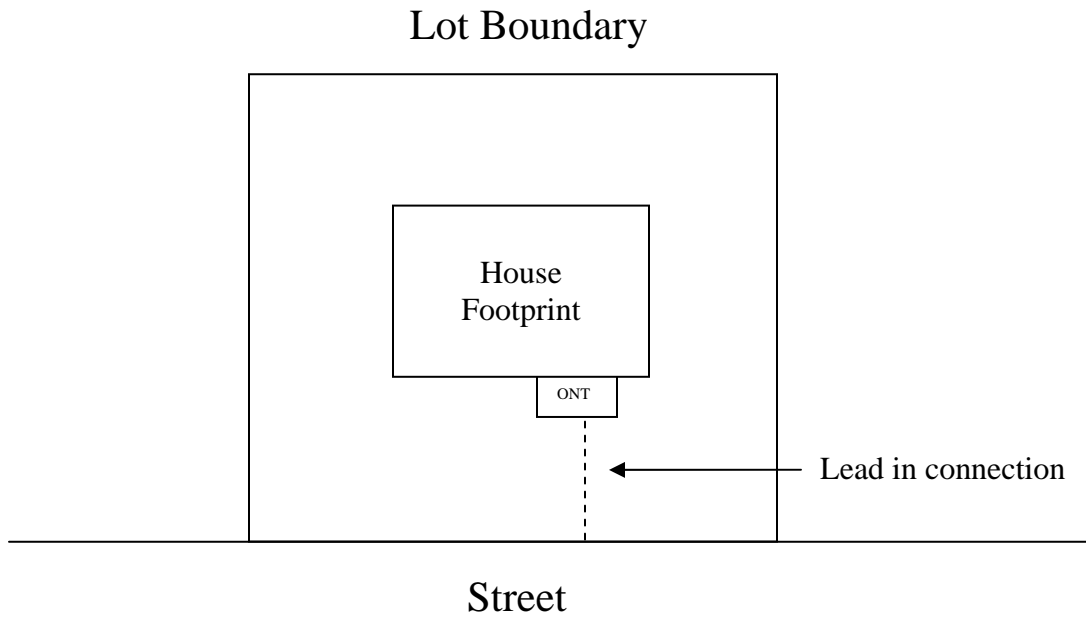 Lot Boundary
House
Footprint
ONT
Lead in connection
Street